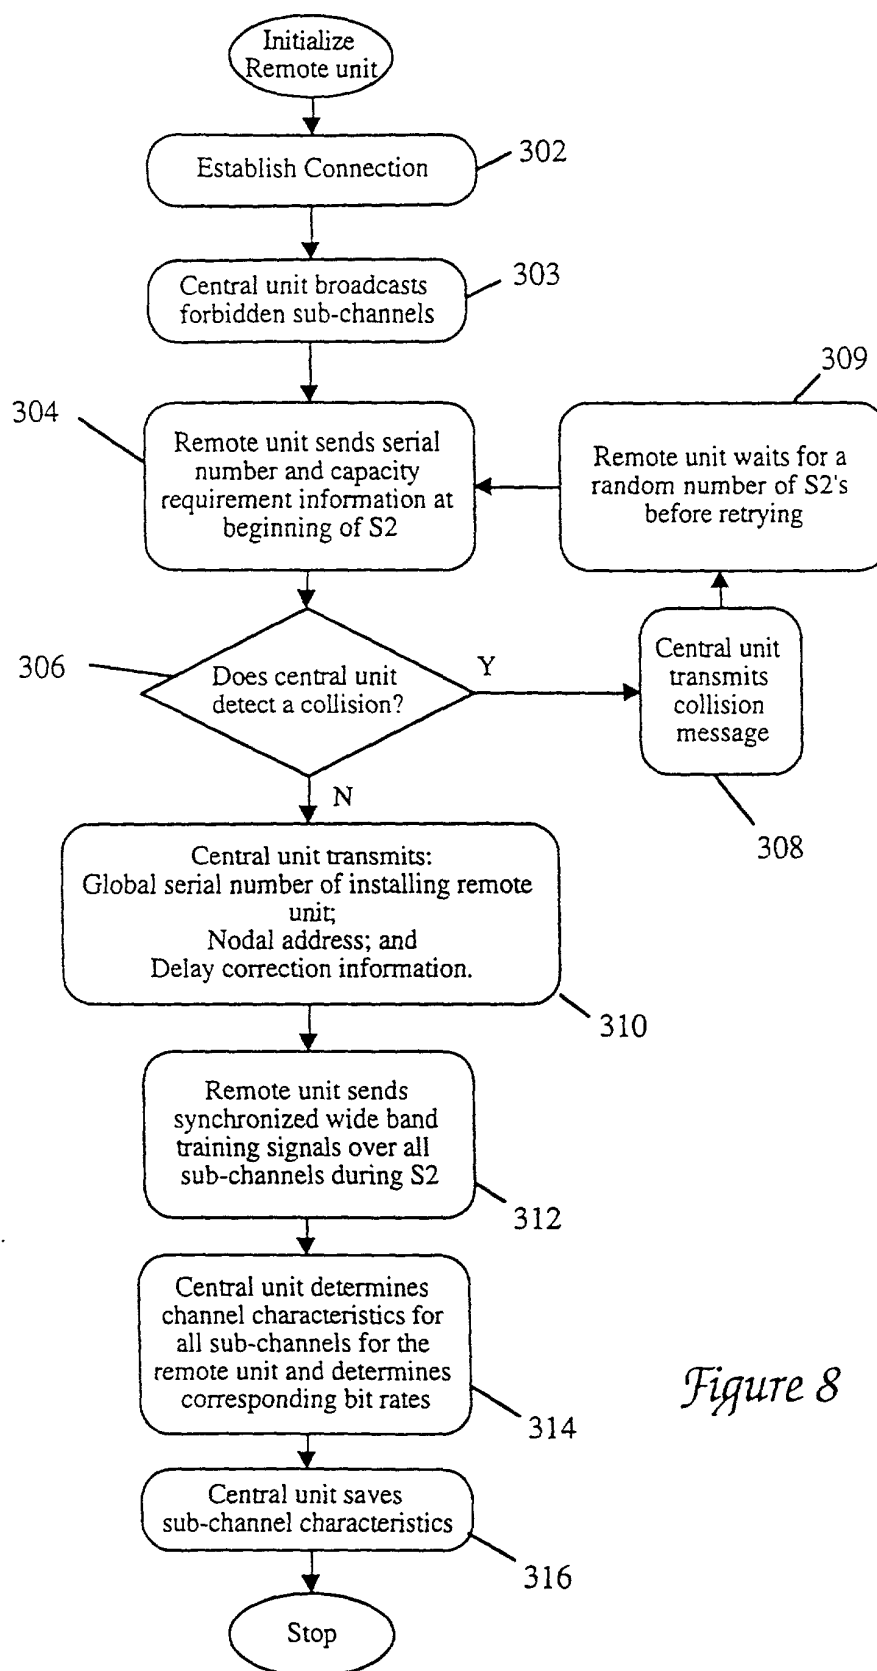 Initialize
Remote unit
Establish Connection
302
Central unit broadcasts
forbidden sub-channels
303
304
Remote unit sends serial
number and capacity
requirement information at
beginning of S2
309
Remote unit waits for a
random number of S2's
before retrying
306
Does central unit
detect a collision?
Y
Central unit
transmits
collision
message
308
N
Central unit transmits:
Global serial number of installing remote
unit;
Nodal address; and
Delay correction information.
310
Remote unit sends
synchronized wide band
training signals over all
sub-channels during S2
312
Central unit determines
channel characteristics for
all sub-channels for the
remote unit and determines
corresponding bit rates
314
Figure 8
Central unit saves
sub-channel characteristics
316
Stop